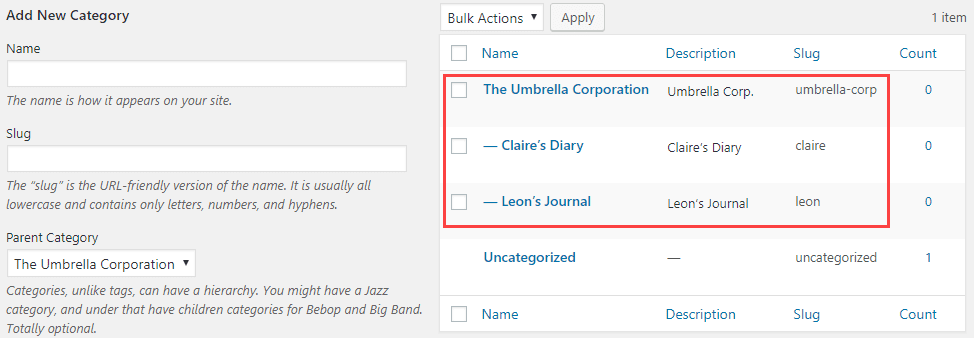 Add New Category
Name
The name is how it appears on your site.
Slug
The “slug” is the URL-friendly version of the name. It is usually all
lowercase and contains only letters, numbers, and hyphens.
Parent Category
The Umbrella Corporation
Categories, unlike tags, can have a hierarchy. You might have a Jazz
category, and under that have children categories for Bebop and Big Band.
Totally optional.
Bulk Actions Apply 1 item
Name Description Slug Count
The Umbrella Corporation Umbrella Corp. umbrella-corp 0
— Claire’s Diary Claire’s Diary claire 0
— Leon’s Journal Leon’s Journal leon 0
Uncategorized — uncategorized 1
Name Description Slug Count